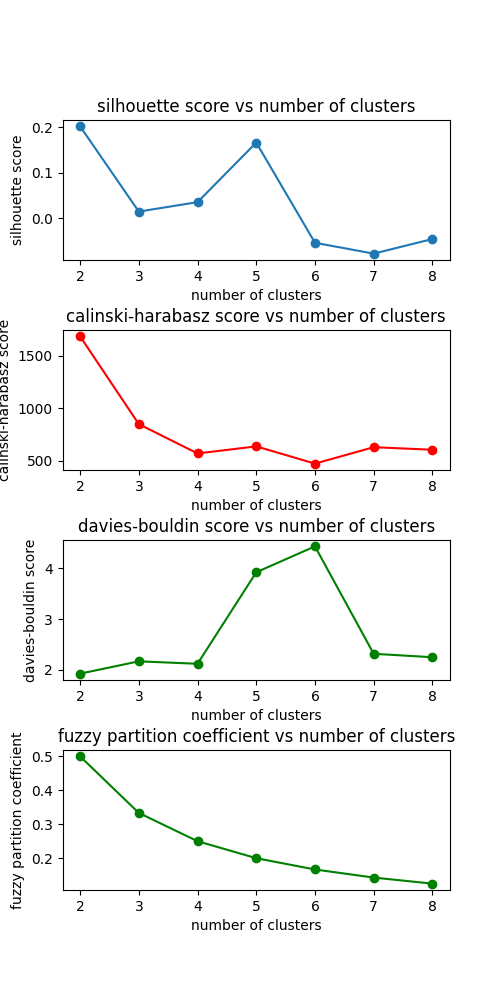 silhouette score vs number of clusters
silhouette score
0.2
0.1
0.0
2 3 4 5 6 7 8
number of clusters
calinski-harabasz score vs number of clusters
calinski-harabasz score
1500
1000
500
2 3 4 5 6 7 8
number of clusters
davies-bouldin score vs number of clusters
davies-bouldin score
4
3
2
2 3 4 5 6 7 8
number of clusters
fuzzy partition coefficient vs number of clusters
fuzzy partition coefficient
0.5
0.4
0.3
0.2
2 3 4 5 6 7 8
number of clusters